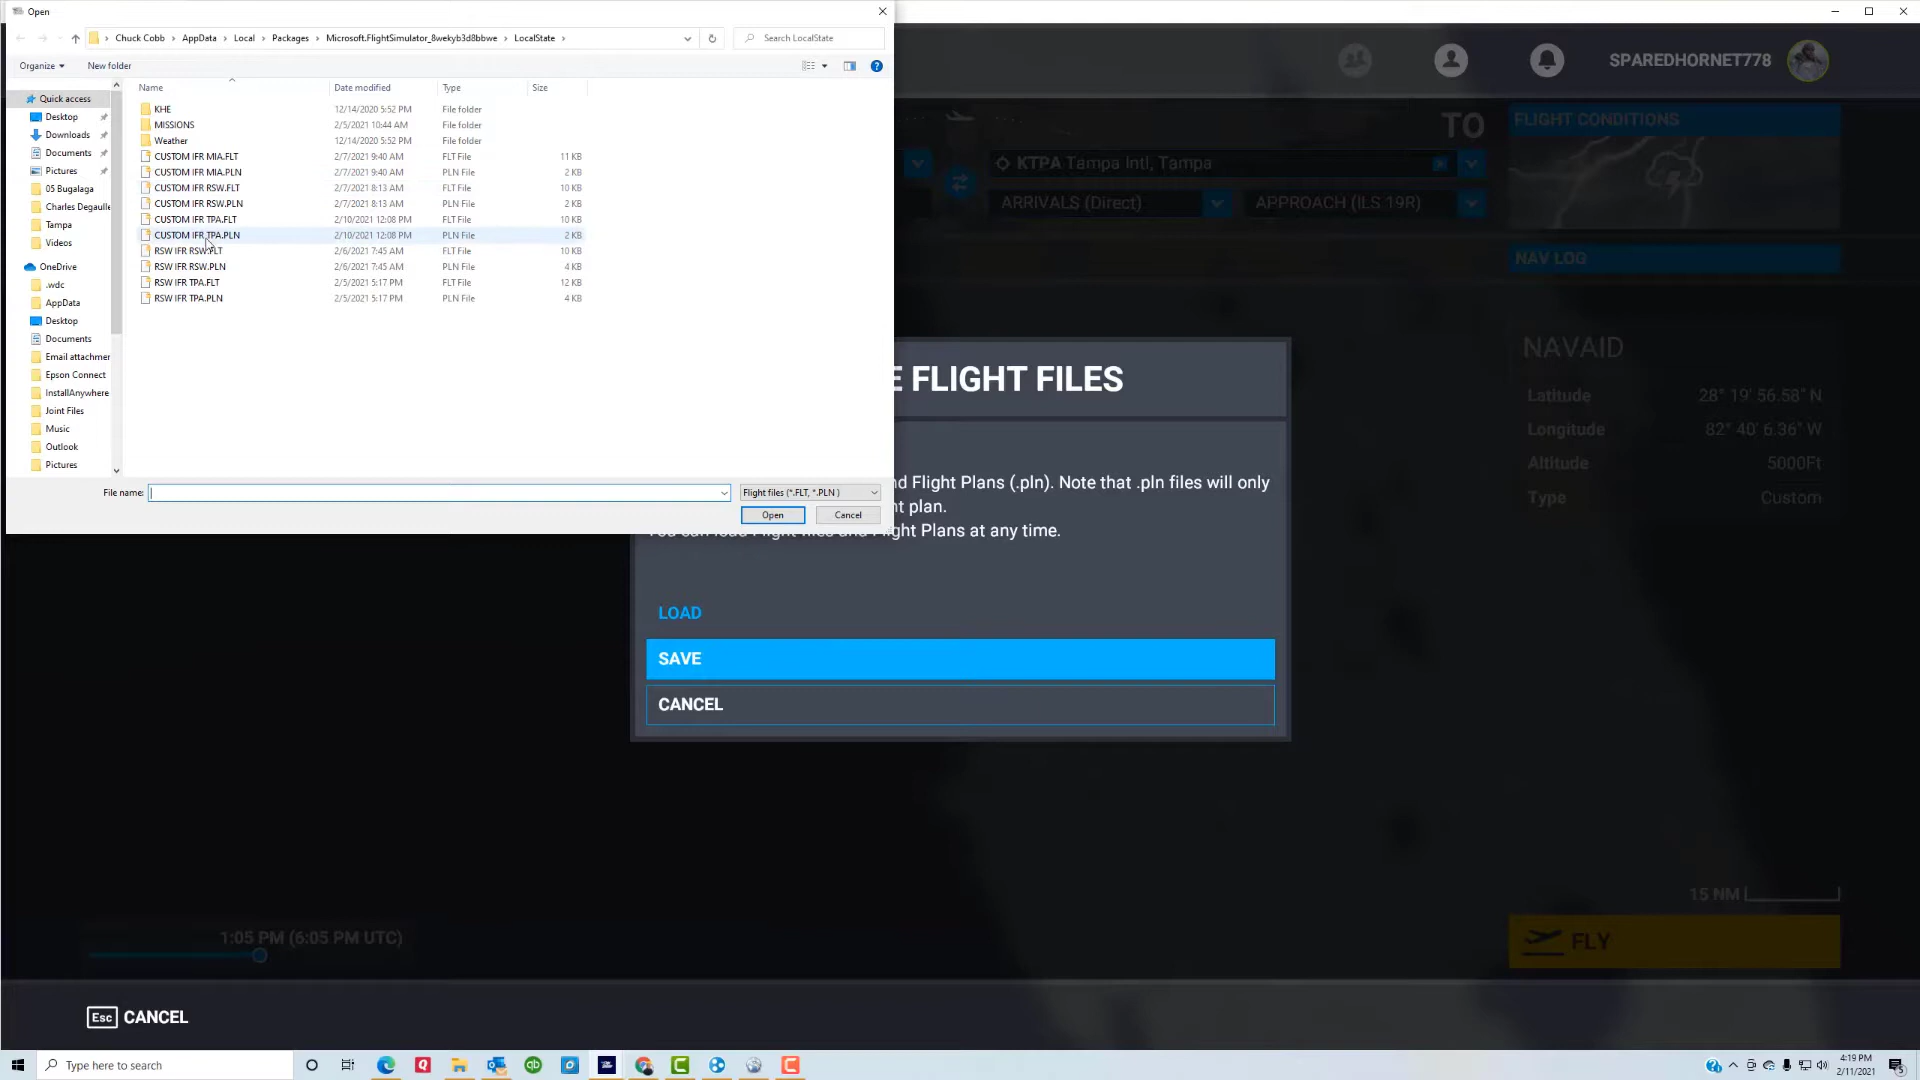 Open
Chuck Cobb > AppData > Local > Packages > Microsoft.FlightSimulator_8wekyb3d8bbwe > LocalState >
Search LocalState
Organize
New folder
Name
Date modified
Type
Size
Quick access
Desktop
Downloads
Documents
Pictures
05 Bugalaga
Charles Degaulle
Tampa
Videos
OneDrive
.wdc
AppData
Desktop
Documents
Email attachmer
Epson Connect
InstallAnywhere
Joint Files
Music
Outlook
Pictures
KHE 12/14/2020 5:52 PM File folder
MISSIONS 2/5/2021 10:44 AM File folder
Weather 12/14/2020 5:52 PM File folder
CUSTOM IFR MIA.FLT 2/7/2021 9:40 AM FLT File 11 KB
CUSTOM IFR MIA.PLN 2/7/2021 9:40 AM PLN File 2 KB
CUSTOM IFR RSW.FLT 2/7/2021 8:13 AM FLT File 10 KB
CUSTOM IFR RSW.PLN 2/7/2021 8:13 AM PLN File 2 KB
CUSTOM IFR TPA.FLT 2/10/2021 12:08 PM FLT File 10 KB
CUSTOM IFR TPA.PLN 2/10/2021 12:08 PM PLN File 2 KB
RSW IFR RSW.FLT 2/6/2021 7:45 AM FLT File 10 KB
RSW IFR RSW.PLN 2/6/2021 7:45 AM PLN File 4 KB
RSW IFR TPA.FLT 2/5/2021 5:17 PM FLT File 12 KB
RSW IFR TPA.PLN 2/5/2021 5:17 PM PLN File 4 KB
File name:
Flight files (*.FLT, *.PLN )
Open
Cancel
SPAREDHORNET778
TO
KTPA Tampa Intl, Tampa
ARRIVALS (Direct)
APPROACH (ILS 19R)
FLIGHT CONDITIONS
NAV LOG
NAVAID
Latitude 28° 19' 56.58" N
Longitude 82° 40' 6.36" W
Altitude 5000Ft
Type Custom
E FLIGHT FILES
d Flight Plans (.pln). Note that .pln files will only
nt plan.
You can load Flight files and Flight Plans at any time.
LOAD
SAVE
CANCEL
15 NM
1:05 PM (6:05 PM UTC)
FLY
Esc CANCEL
Type here to search
4:19 PM
2/11/2021
5